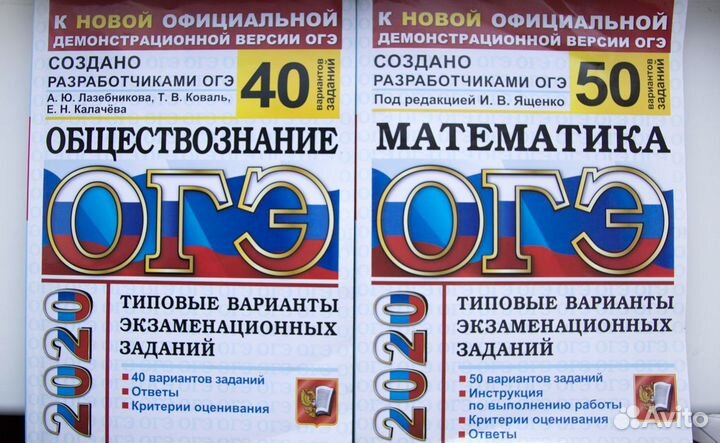 К НОВОЙ ОФИЦИАЛЬНОЙ
ДЕМОНСТРАЦИОННОЙ ВЕРСИИ ОГЭ
СОЗДАНО
РАЗРАБОТЧИКАМИ ОГЭ
А. Ю. Лазебникова, Т. В. Коваль,
Е. Н. Калачёва
40
вариантов
заданий
ОБЩЕСТВОЗНАНИЕ
ОГЭ
2020
ТИПОВЫЕ ВАРИАНТЫ
ЭКЗАМЕНАЦИОННЫХ
ЗАДАНИЙ
40 вариантов заданий
Ответы
Критерии оценивания
К НОВОЙ ОФИЦИАЛЬНОЙ
ДЕМОНСТРАЦИОННОЙ ВЕРСИИ ОГЭ
СОЗДАНО
РАЗРАБОТЧИКАМИ ОГЭ
Под редакцией И. В. Ященко
50
вариантов
заданий
МАТЕМАТИКА
ОГЭ
2020
ТИПОВЫЕ ВАРИАНТЫ
ЭКЗАМЕНАЦИОННЫХ
ЗАДАНИЙ
50 вариантов заданий
Инструкция
по выполнению работы
Критерии оценивания
Ответы
Avito